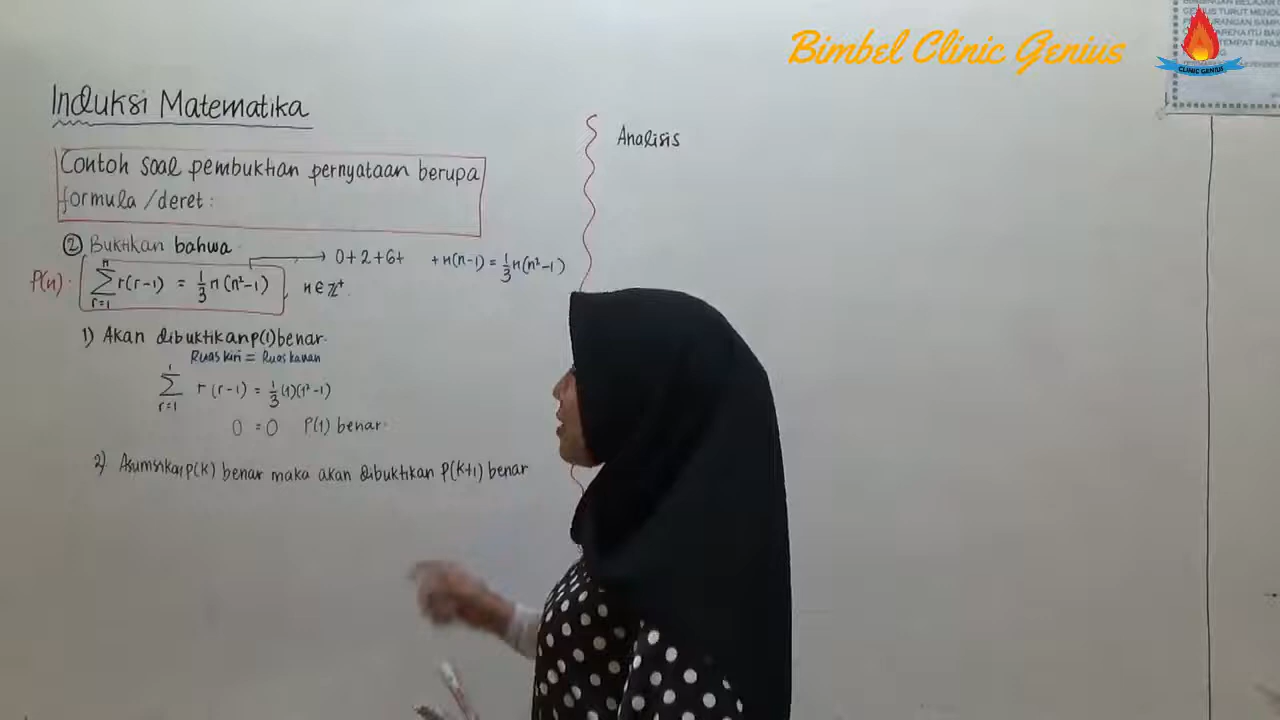 Bimbel Clinic Genius
CLINIC GENIUS
Induksi Matematika
Contoh soal pembuktian pernyataan berupa
formula /deret :
② Buktikan bahwa
0+2+6+ +n(n-1) = 1/3 n(n²-1)
P(n): ∑_{r=1}^{n} r(r-1) = 1/3 n (n²-1), n ∈ ℤ⁺
1) Akan dibuktikan P(1) benar.
Ruas kiri = Ruas kanan
∑_{r=1}^{1} r (r-1) = 1/3 (1)(1²-1)
0 = 0 P(1) benar.
2) Asumsikan P(k) benar maka akan dibuktikan P(k+1) benar
Analisis